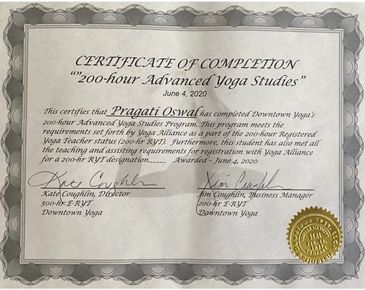 CERTIFICATE OF COMPLETION
""200-hour Advanced Yoga Studies"
June 4, 2020
This certifies that Pragati Oswal has completed Downtown Yoga's
200-hour Advanced Yoga Studies Program. This program meets the
requirements set forth by Yoga Alliance as a part of the 200-hour Registered
Yoga Teacher status (200-hr RYT). Furthermore, this student has also met all
the teaching and assisting requirements for registration with Yoga Alliance
for a 200-hr RYT designation......... Awarded - June 4, 2020
Kate Coughlin Jim Coughlin
Kate Coughlin, Director Jim Coughlin, Business Manager
500-hr E-RYT 200-hr E-RYT
Downtown Yoga Downtown Yoga